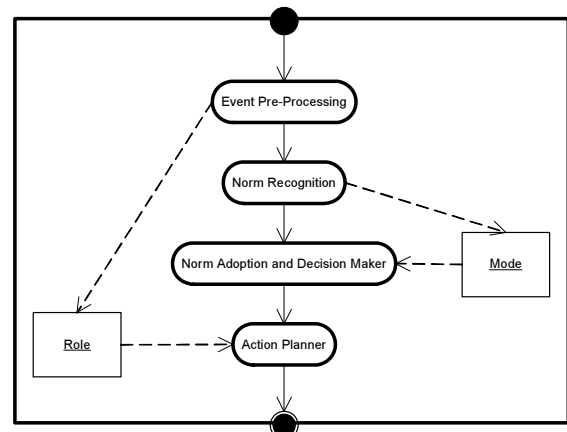 Event Pre-Processing
Norm Recognition
Norm Adoption and Decision Maker
Mode
Role
Action Planner